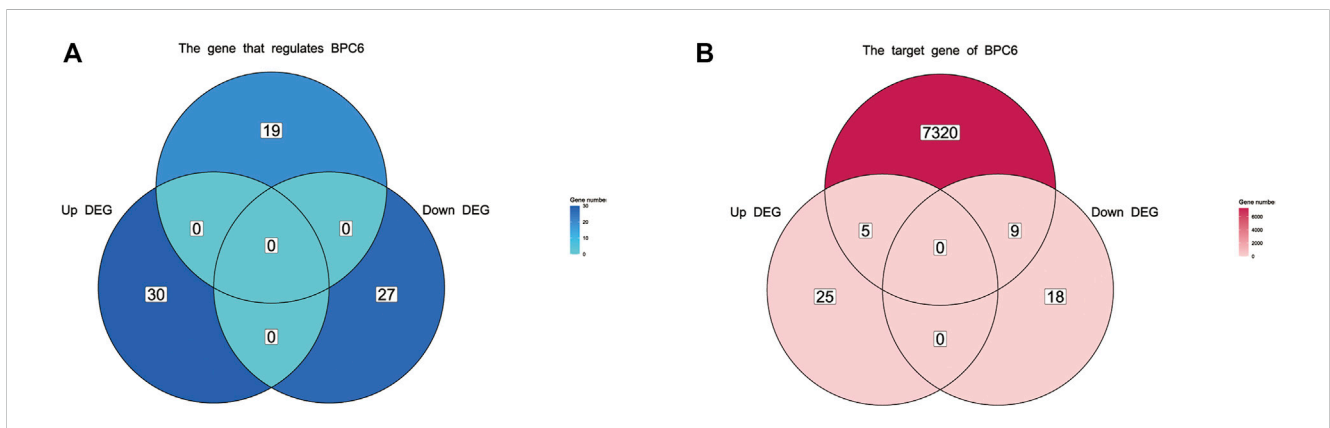 A
The gene that regulates BPC6
19
Up DEG
Down DEG
0
0
0
30
27
0
Gene number
30
20
10
0
B
The target gene of BPC6
7320
Up DEG
Down DEG
5
9
0
25
18
0
Gene number
6000
4000
2000
0